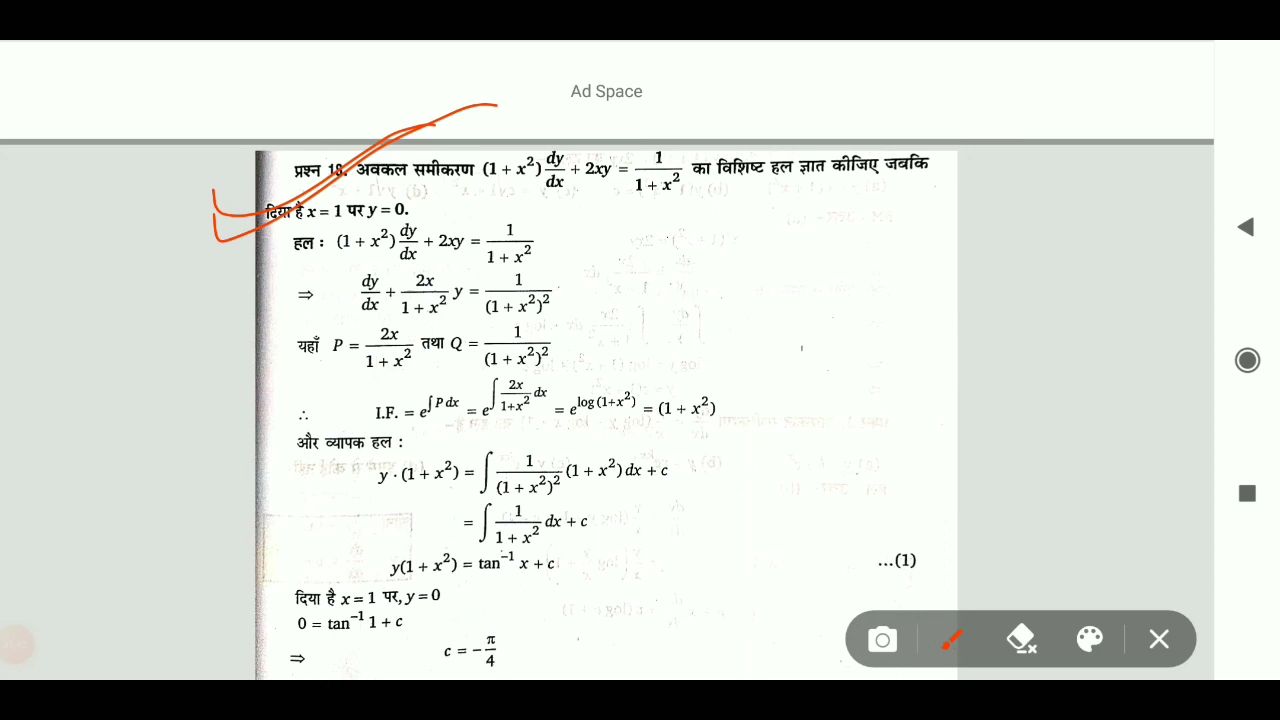 Ad Space
प्रश्न 18. अवकल समीकरण (1 + x²) dy/dx + 2xy = 1/(1 + x²) का विशिष्ट हल ज्ञात कीजिए जबकि
दिया है x = 1 पर y = 0.
हल : (1 + x²) dy/dx + 2xy = 1/(1 + x²)
⇒ dy/dx + 2x/(1 + x²) y = 1/(1 + x²)²
यहाँ P = 2x/(1 + x²) तथा Q = 1/(1 + x²)²
∴ I.F. = e^∫P dx = e^∫2x/(1+x²) dx = e^log (1+x²) = (1 + x²)
और व्यापक हल :
y · (1 + x²) = ∫ 1/(1 + x²)² (1 + x²) dx + c
= ∫ 1/(1 + x²) dx + c
y(1 + x²) = tan⁻¹ x + c ...(1)
दिया है x = 1 पर, y = 0
0 = tan⁻¹ 1 + c
⇒ c = − π/4